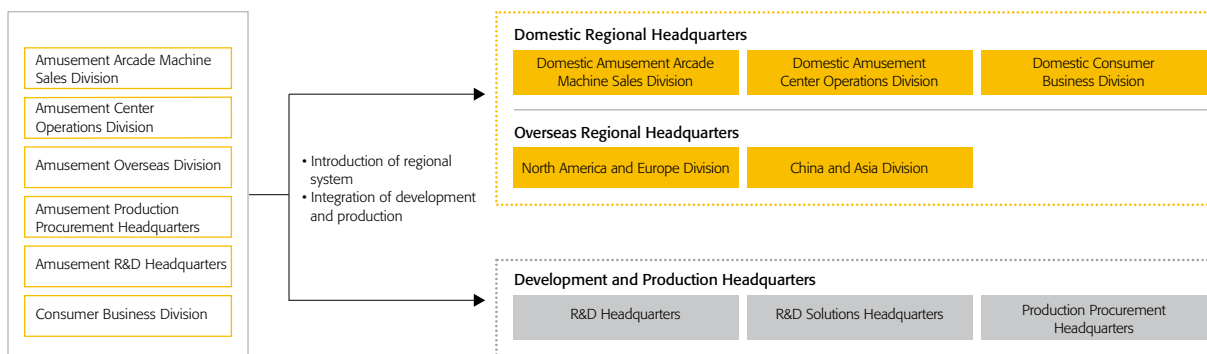 Amusement Arcade Machine
Sales Division
Amusement Center
Operations Division
Amusement Overseas Division
Amusement Production
Procurement Headquarters
Amusement R&D Headquarters
Consumer Business Division
• Introduction of regional
system
• Integration of development
and production
Domestic Regional Headquarters
Domestic Amusement Arcade
Machine Sales Division
Domestic Amusement
Center Operations Division
Domestic Consumer
Business Division
Overseas Regional Headquarters
North America and Europe Division
China and Asia Division
Development and Production Headquarters
R&D Headquarters
R&D Solutions Headquarters
Production Procurement
Headquarters